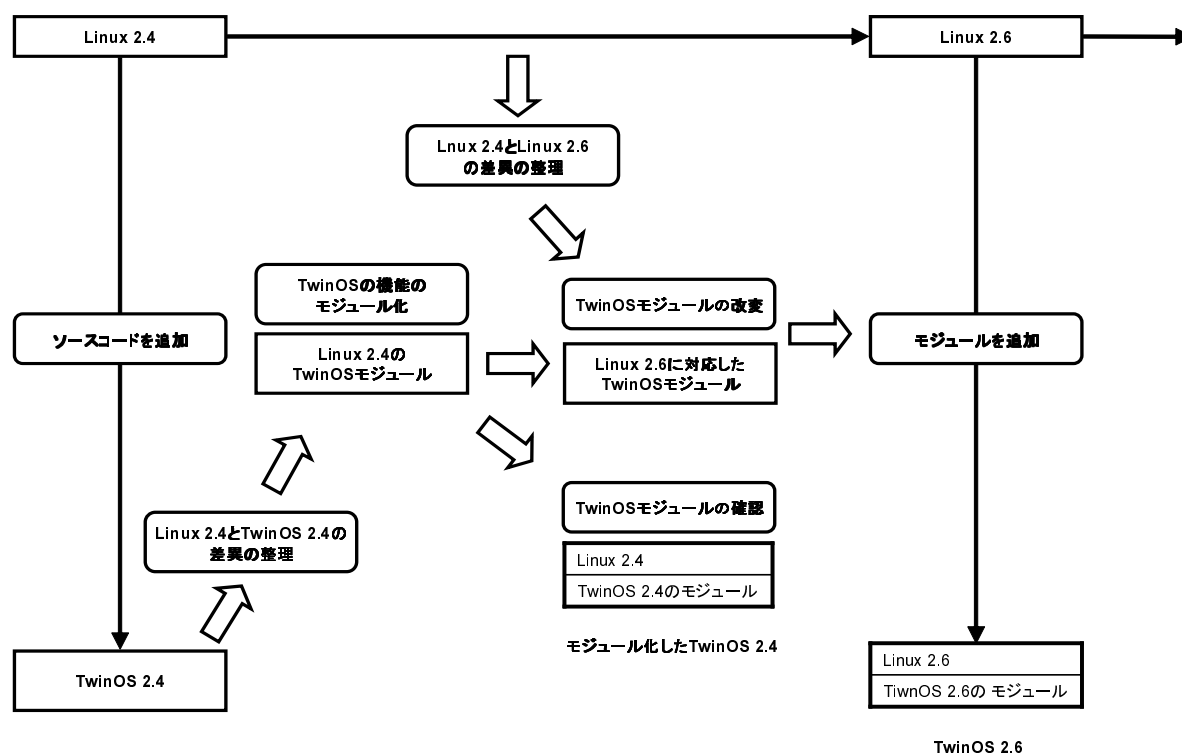 Linux 2.4
Linux 2.6
Lnux 2.4とLinux 2.6
の差異の整理
TwinOSの機能の
モジュール化
Linux 2.4の
TwinOSモジュール
TwinOSモジュールの改変
Linux 2.6に対応した
TwinOSモジュール
ソースコードを追加
モジュールを追加
Linux 2.4とTwinOS 2.4の
差異の整理
TwinOSモジュールの確認
Linux 2.4
TwinOS 2.4のモジュール
モジュール化したTwinOS 2.4
TwinOS 2.4
Linux 2.6
TiwnOS 2.6の モジュール
TwinOS 2.6